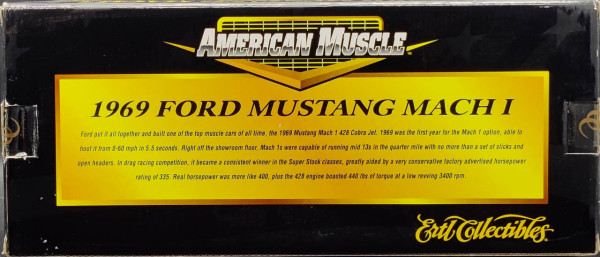 AMERICAN MUSCLE
1969 FORD MUSTANG MACH I
Ford put it all together and built one of the top muscle cars of all time, the 1969 Mustang Mach 1 428 Cobra Jet. 1969 was the first year for the Mach 1 option, able to
boot it from 0-60 mph in 5.5 seconds. Right off the showroom floor, Mach 1s were capable of running mid 13s in the quarter mile with no more than a set of slicks and
open headers. In drag racing competition, it became a consistent winner in the Super Stock classes, greatly aided by a very conservative factory advertised horsepower
rating of 335. Real horsepower was more like 400, plus the 428 engine boasted 440 lbs of torque at a low revving 3400 rpm.
Ertl Collectibles